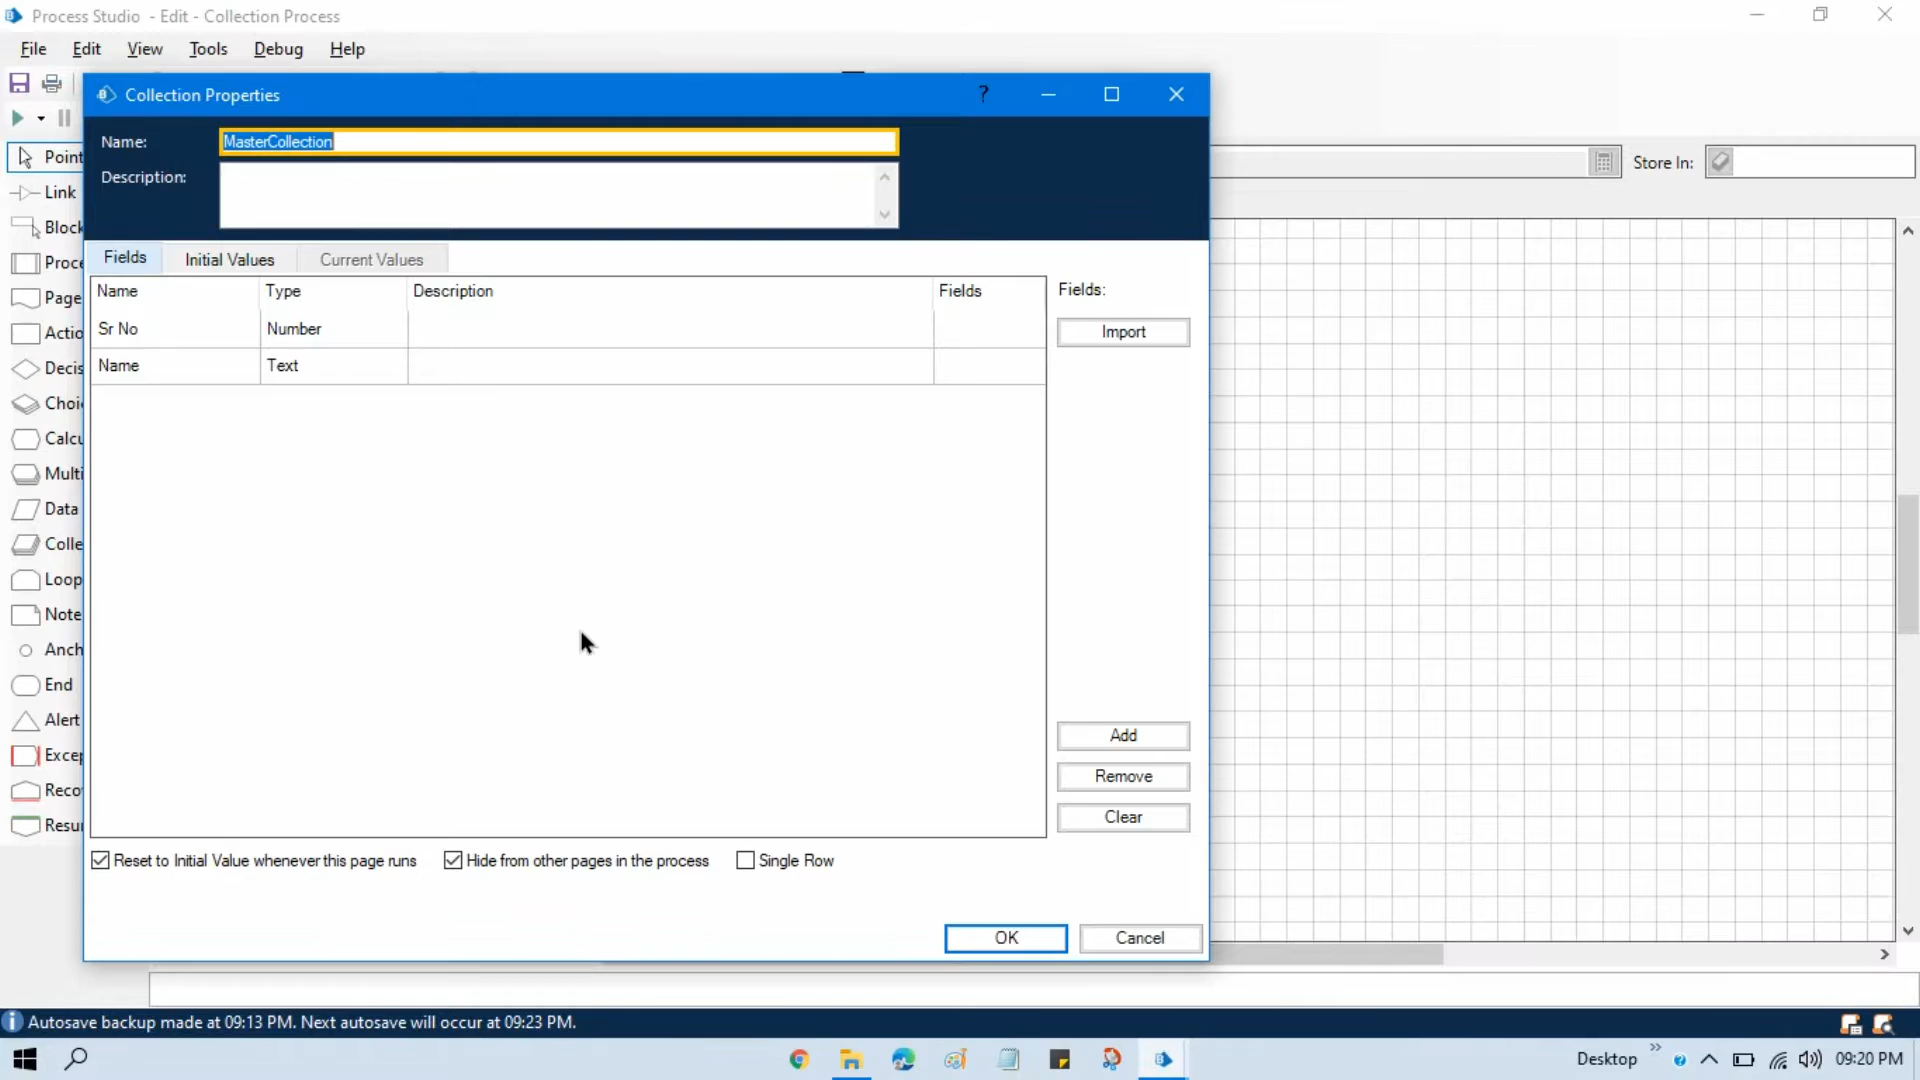 Process Studio - Edit - Collection Process
File Edit View Tools Debug Help
Collection Properties ?
Name: MasterCollection
Description:
Store In:
Fields Initial Values Current Values
Name Type Description Fields
Sr No Number
Name Text
Fields:
Import
Add
Remove
Clear
Reset to Initial Value whenever this page runs Hide from other pages in the process Single Row
OK Cancel
Point
Link
Block
Proce
Page
Actio
Decis
Choi
Calcu
Multi
Data
Colle
Loop
Note
Anch
End
Alert
Excep
Reco
Resu
Autosave backup made at 09:13 PM. Next autosave will occur at 09:23 PM.
Desktop 09:20 PM